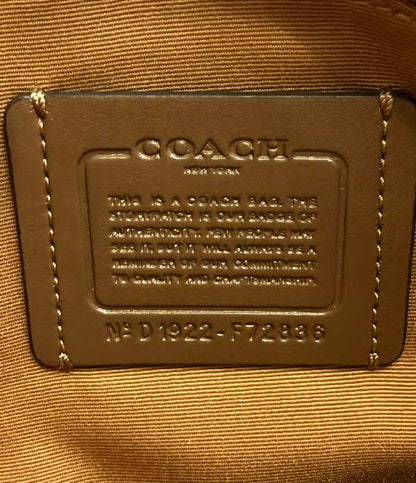 COACH
NEW YORK
THIS IS A COACH BAG. THE
STORYPATCH IS OUR BADGE OF
AUTHENTICITY. FEW PEOPLE MAY
SEE IT, BUT IT WILL ALWAYS BE A
REMINDER OF OUR COMMITMENT
TO QUALITY AND CRAFTSMANSHIP.
Nº D1922-F72836